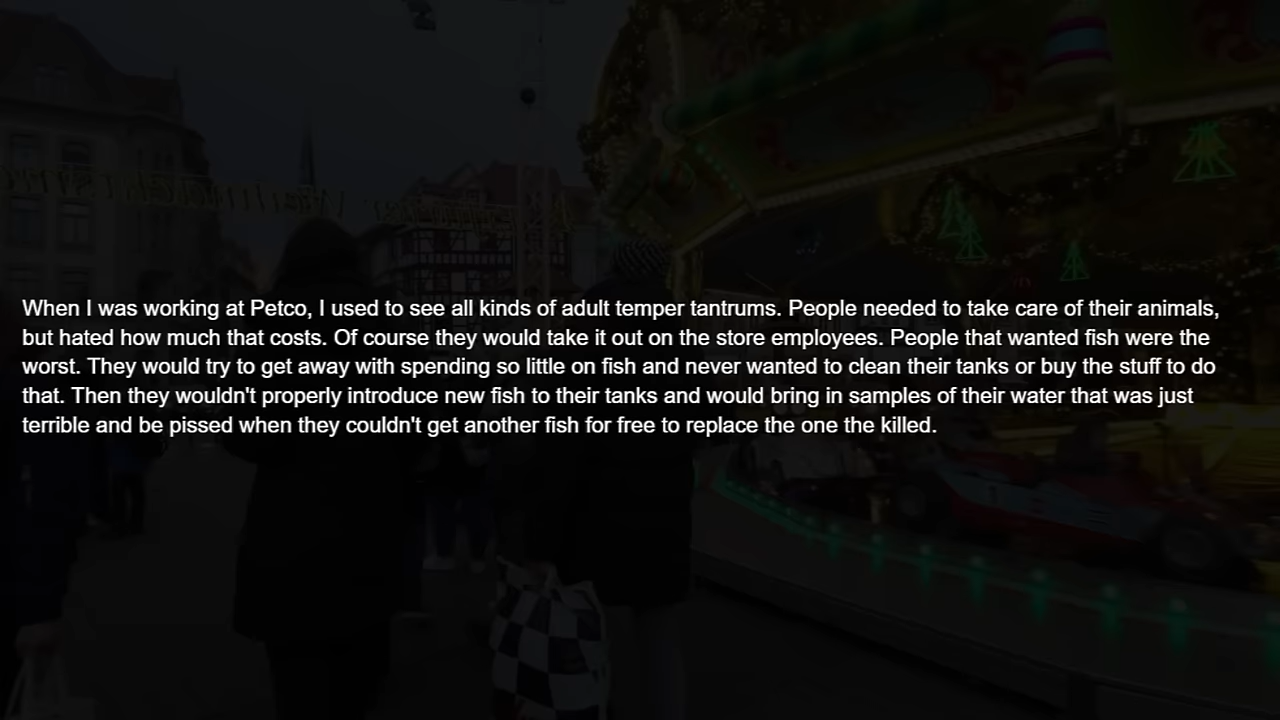 When I was working at Petco, I used to see all kinds of adult temper tantrums. People needed to take care of their animals,
but hated how much that costs. Of course they would take it out on the store employees. People that wanted fish were the
worst. They would try to get away with spending so little on fish and never wanted to clean their tanks or buy the stuff to do
that. Then they wouldn't properly introduce new fish to their tanks and would bring in samples of their water that was just
terrible and be pissed when they couldn't get another fish for free to replace the one the killed.